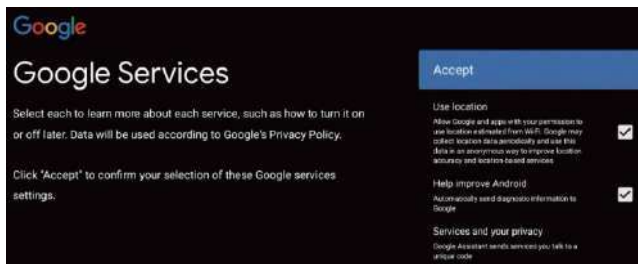 Google
Google Services
Select each to learn more about each service, such as how to turn it on
or off later. Data will be used according to Google's Privacy Policy.
Click "Accept" to confirm your selection of these Google services
settings.
Accept
Use location
Allow Google and apps with your permission to
use location estimated from Wi-Fi. Google may
collect location data periodically and use this
data in an anonymous way to improve location
accuracy and location-based services
Help improve Android
Automatically send diagnostic information to
Google
Services and your privacy
Google Assistant sends services you talk to a
unique code